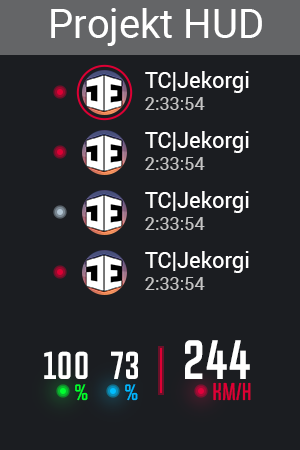 Projekt HUD
TC|Jekorgi
2:33:54
TC|Jekorgi
2:33:54
TC|Jekorgi
2:33:54
TC|Jekorgi
2:33:54
100 73 244
% % KM/H